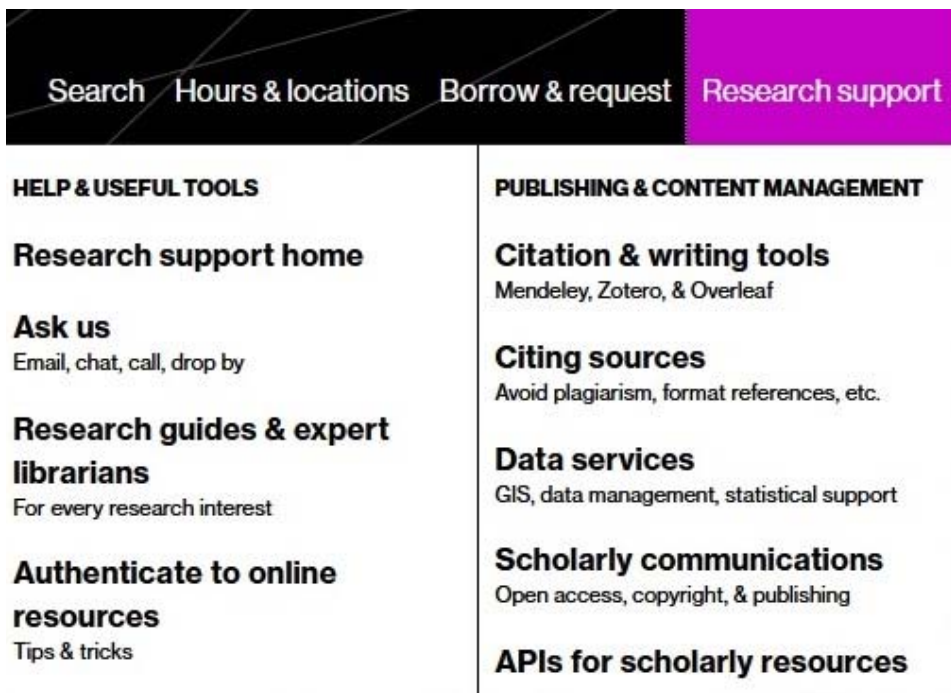 Search Hours & locations Borrow & request Research support
HELP & USEFUL TOOLS
Research support home
Ask us
Email, chat, call, drop by
Research guides & expert
librarians
For every research interest
Authenticate to online
resources
Tips & tricks
PUBLISHING & CONTENT MANAGEMENT
Citation & writing tools
Mendeley, Zotero, & Overleaf
Citing sources
Avoid plagiarism, format references, etc.
Data services
GIS, data management, statistical support
Scholarly communications
Open access, copyright, & publishing
APIs for scholarly resources